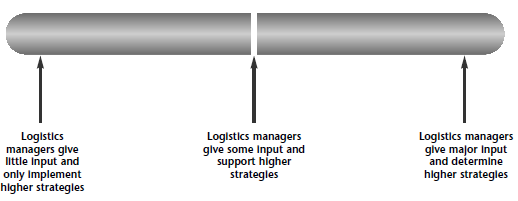 Logistics
managers give
little input and
only implement
higher strategies
Logistics managers
give some input and
support higher
strategies
Logistics managers
give major input
and determine
higher strategies